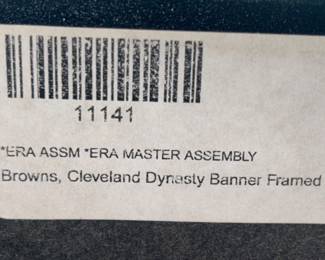 11141
*ERA ASSM *ERA MASTER ASSEMBLY
Browns, Cleveland Dynasty Banner Framed